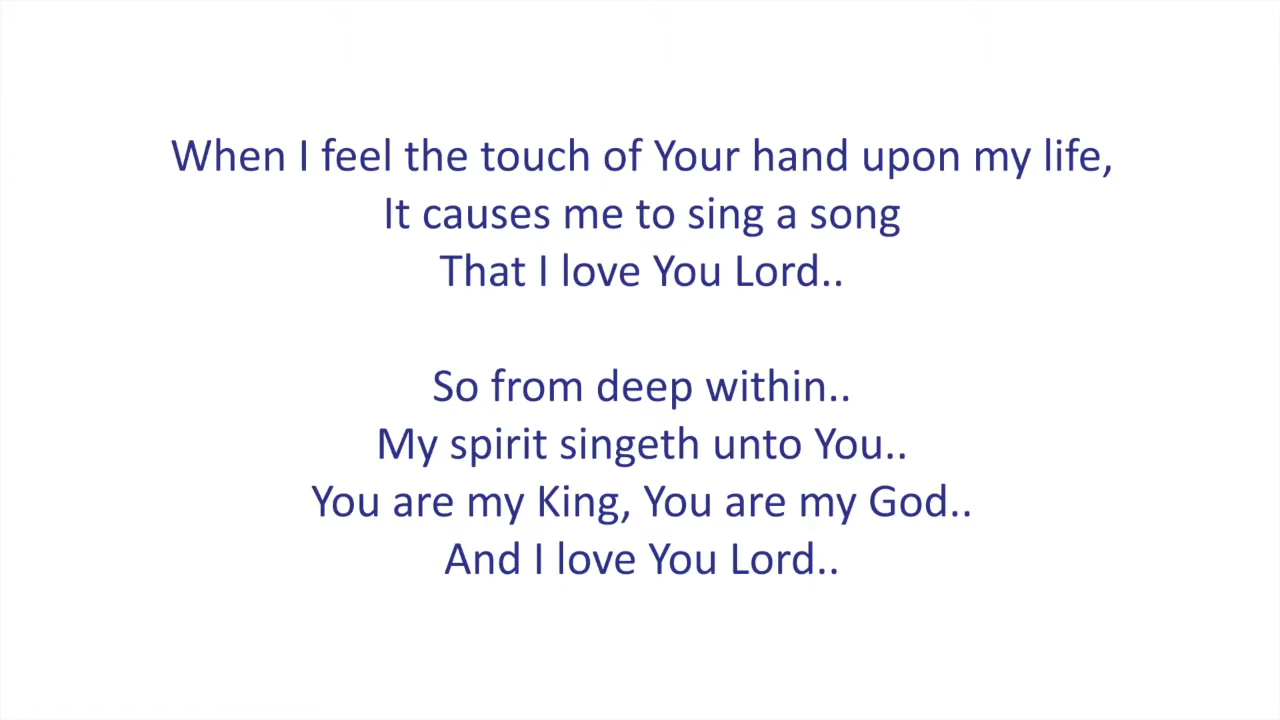 When I feel the touch of Your hand upon my life,
It causes me to sing a song
That I love You Lord..
So from deep within..
My spirit singeth unto You..
You are my King, You are my God..
And I love You Lord..